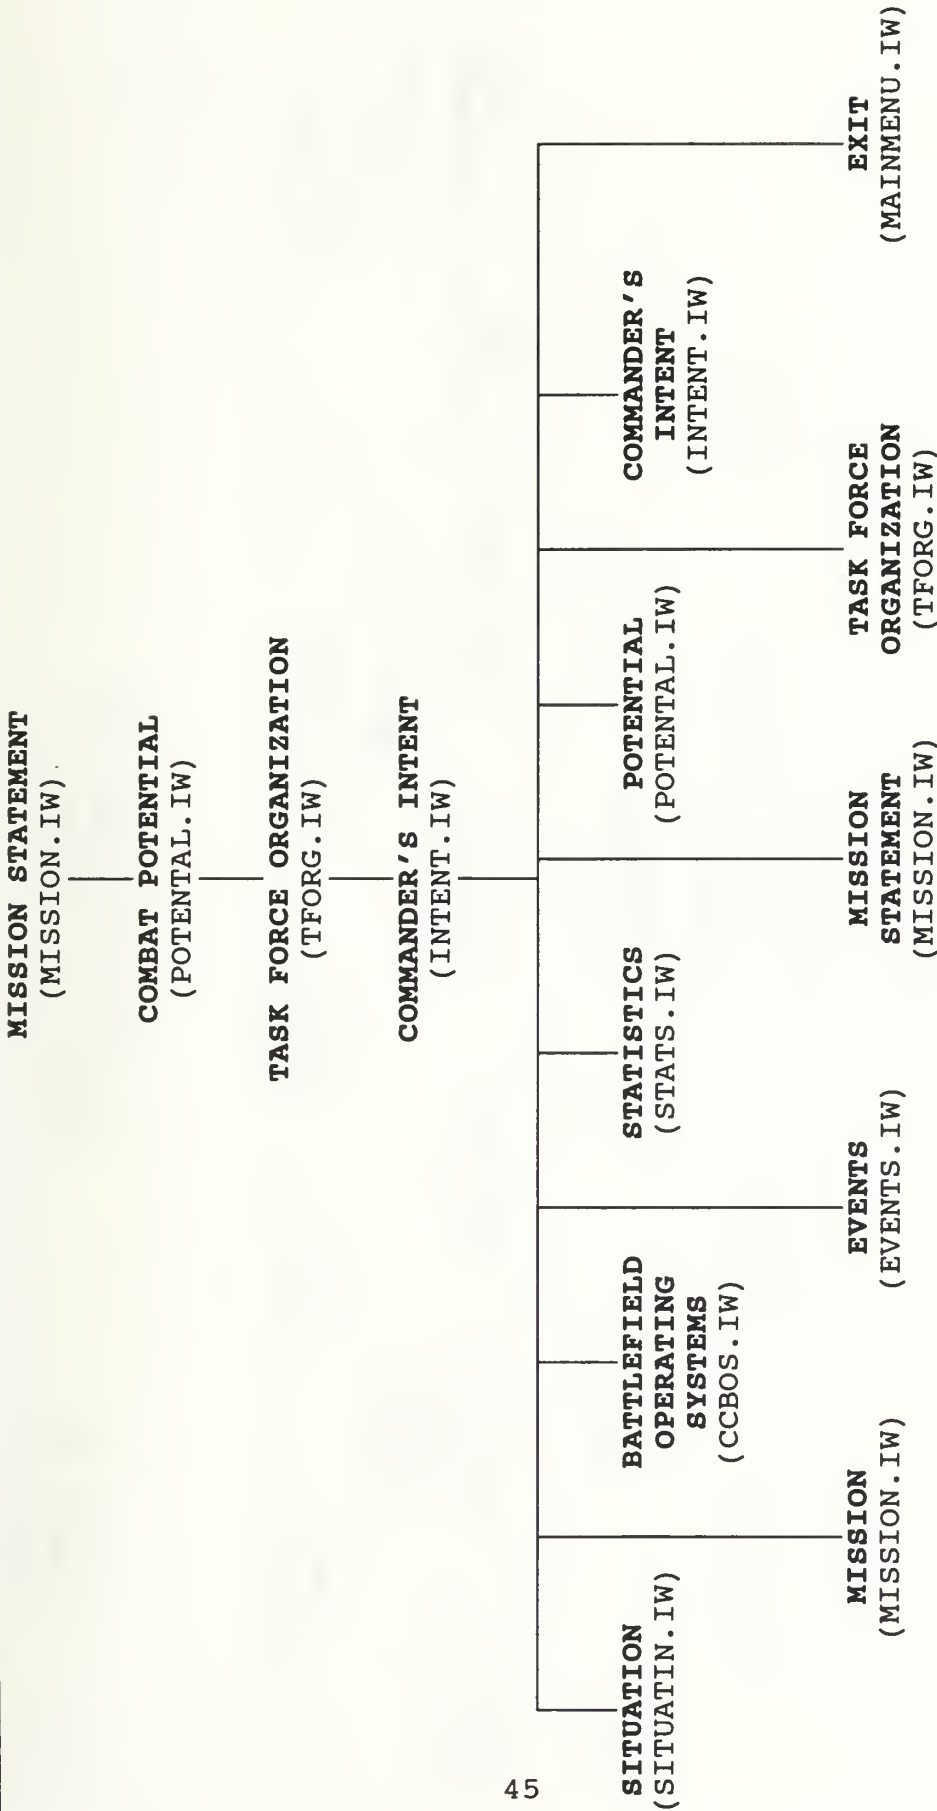 MISSION STATEMENT
(MISSION.IW)
COMBAT POTENTIAL
(POTENTAL.IW)
TASK FORCE ORGANIZATION
(TFORG.IW)
COMMANDER'S INTENT
(INTENT.IW)
SITUATION
(SITUATIN.IW)
BATTLEFIELD
OPERATING
SYSTEMS
(CCBOS.IW)
STATISTICS
(STATS.IW)
POTENTIAL
(POTENTAL.IW)
COMMANDER'S
INTENT
(INTENT.IW)
MISSION
(MISSION.IW)
EVENTS
(EVENTS.IW)
MISSION
STATEMENT
(MISSION.IW)
TASK FORCE
ORGANIZATION
(TFORG.IW)
EXIT
(MAINMENU.IW)
45